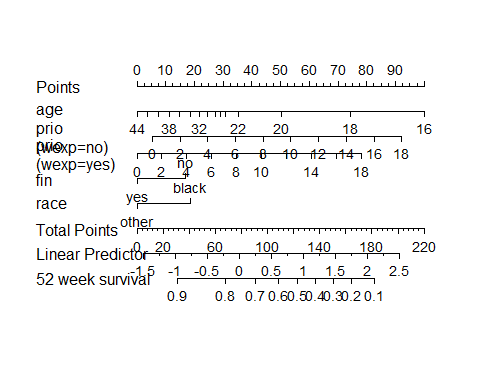 0 10 20 30 40 50 60 70 80 90
Points
age
44 38 32 22 20 18 16
prio
(wexp=no)
0 2 4 6 8 10 12 14 16 18
prio
(wexp=yes)
0 2 4 6 8 10 14 18
no
fin
yes
black
race
other
Total Points
0 20 60 100 140 180 220
Linear Predictor
-1.5 -1 -0.5 0 0.5 1 1.5 2 2.5
52 week survival
0.9 0.8 0.7 0.6 0.5 0.4 0.3 0.2 0.1